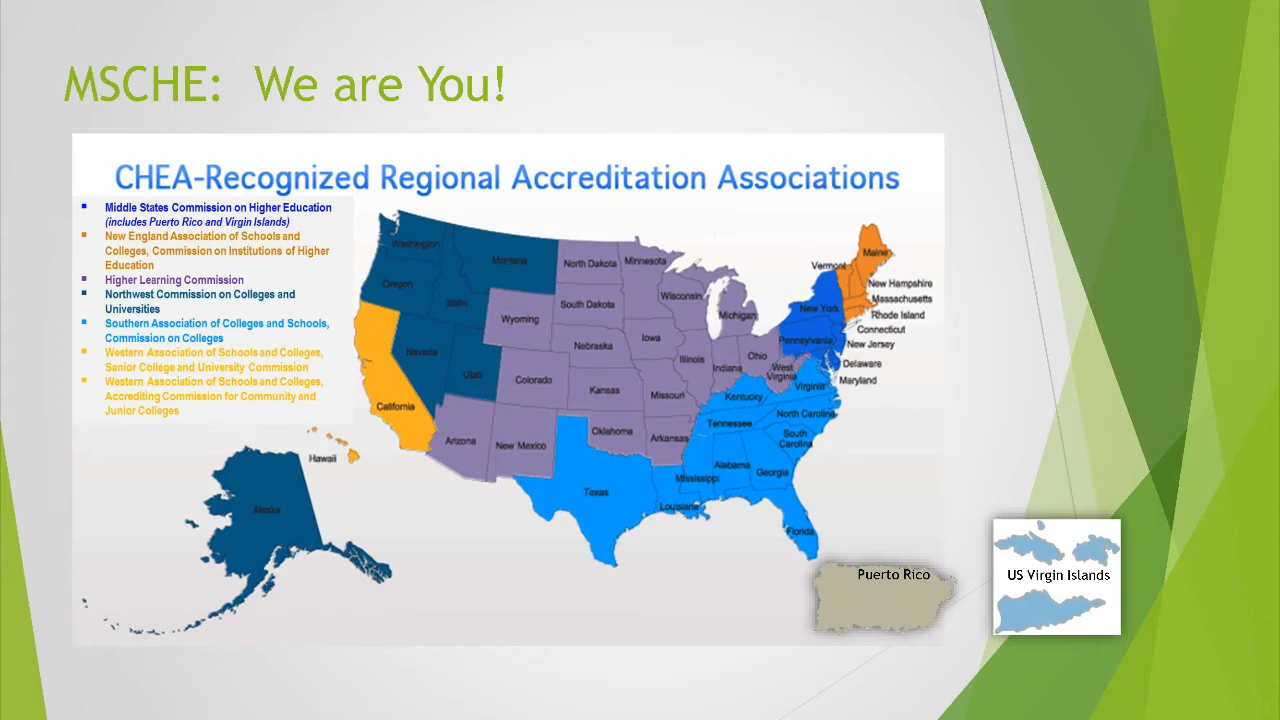 MSCHE: We are You!
CHEA-Recognized Regional Accreditation Associations
▪ Middle States Commission on Higher Education
(includes Puerto Rico and Virgin Islands)
▪ New England Association of Schools and
Colleges, Commission on Institutions of Higher
Education
▪ Higher Learning Commission
▪ Northwest Commission on Colleges and
Universities
▪ Southern Association of Colleges and Schools,
Commission on Colleges
▪ Western Association of Schools and Colleges,
Senior College and University Commission
▪ Western Association of Schools and Colleges,
Accrediting Commission for Community and
Junior Colleges
Washington
Montana
North Dakota
Minnesota
Vermont
Maine
Oregon
Idaho
Wyoming
South Dakota
Wisconsin
Michigan
New York
New Hampshire
Massachusetts
Rhode Island
Connecticut
New Jersey
Pennsylvania
Nevada
Utah
Colorado
Nebraska
Iowa
Illinois
Indiana
Ohio
West
Virginia
Delaware
Maryland
Virginia
California
Kansas
Missouri
Kentucky
Arizona
New Mexico
Oklahoma
Arkansas
Tennessee
North Carolina
South
Carolina
Hawaii
Texas
Mississippi
Alabama
Georgia
Alaska
Louisiana
Florida
Puerto Rico
US Virgin Islands